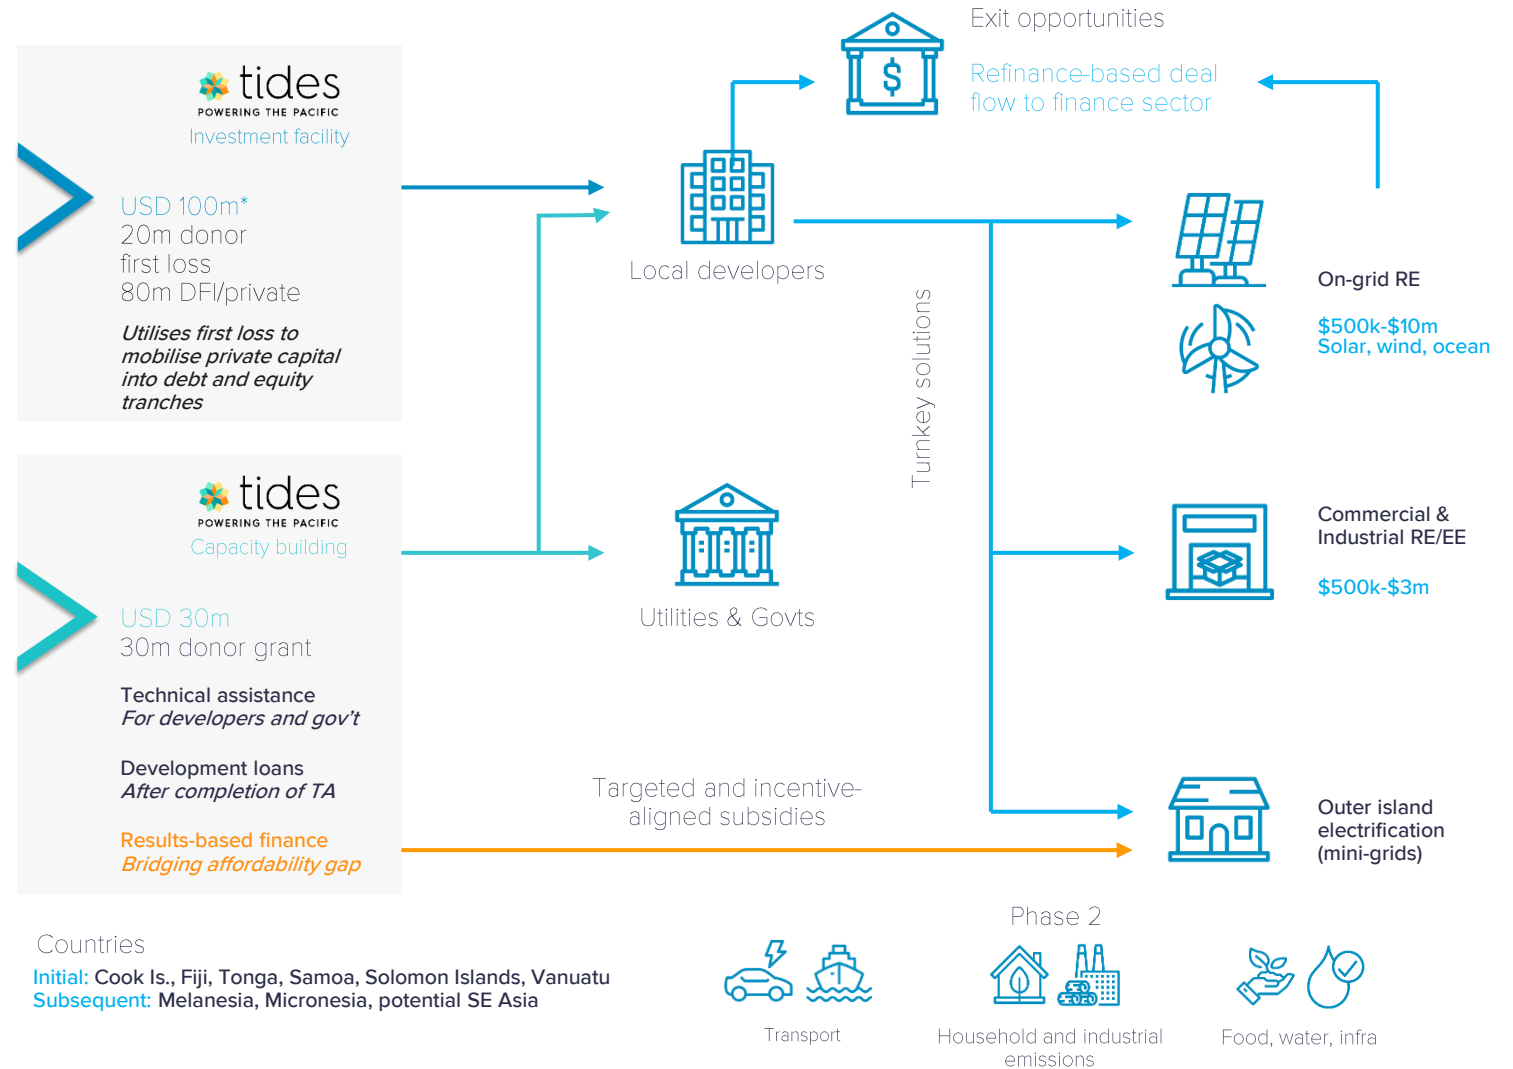 tides
POWERING THE PACIFIC
Investment facility
USD 100m*
20m donor
first loss
80m DFI/private
Utilises first loss to
mobilise private capital
into debt and equity
tranches
Exit opportunities
Refinance-based deal
flow to finance sector
$
Local developers
Turnkey solutions
On-grid RE
$500k-$10m
Solar, wind, ocean
tides
POWERING THE PACIFIC
Capacity building
USD 30m
30m donor grant
Technical assistance
For developers and gov't
Development loans
After completion of TA
Results-based finance
Bridging affordability gap
Utilities & Govts
Commercial &
Industrial RE/EE
$500k-$3m
Targeted and incentive-
aligned subsidies
Outer island
electrification
(mini-grids)
Countries
Initial: Cook Is., Fiji, Tonga, Samoa, Solomon Islands, Vanuatu
Subsequent: Melanesia, Micronesia, potential SE Asia
Phase 2
Transport
Household and industrial
emissions
Food, water, infra